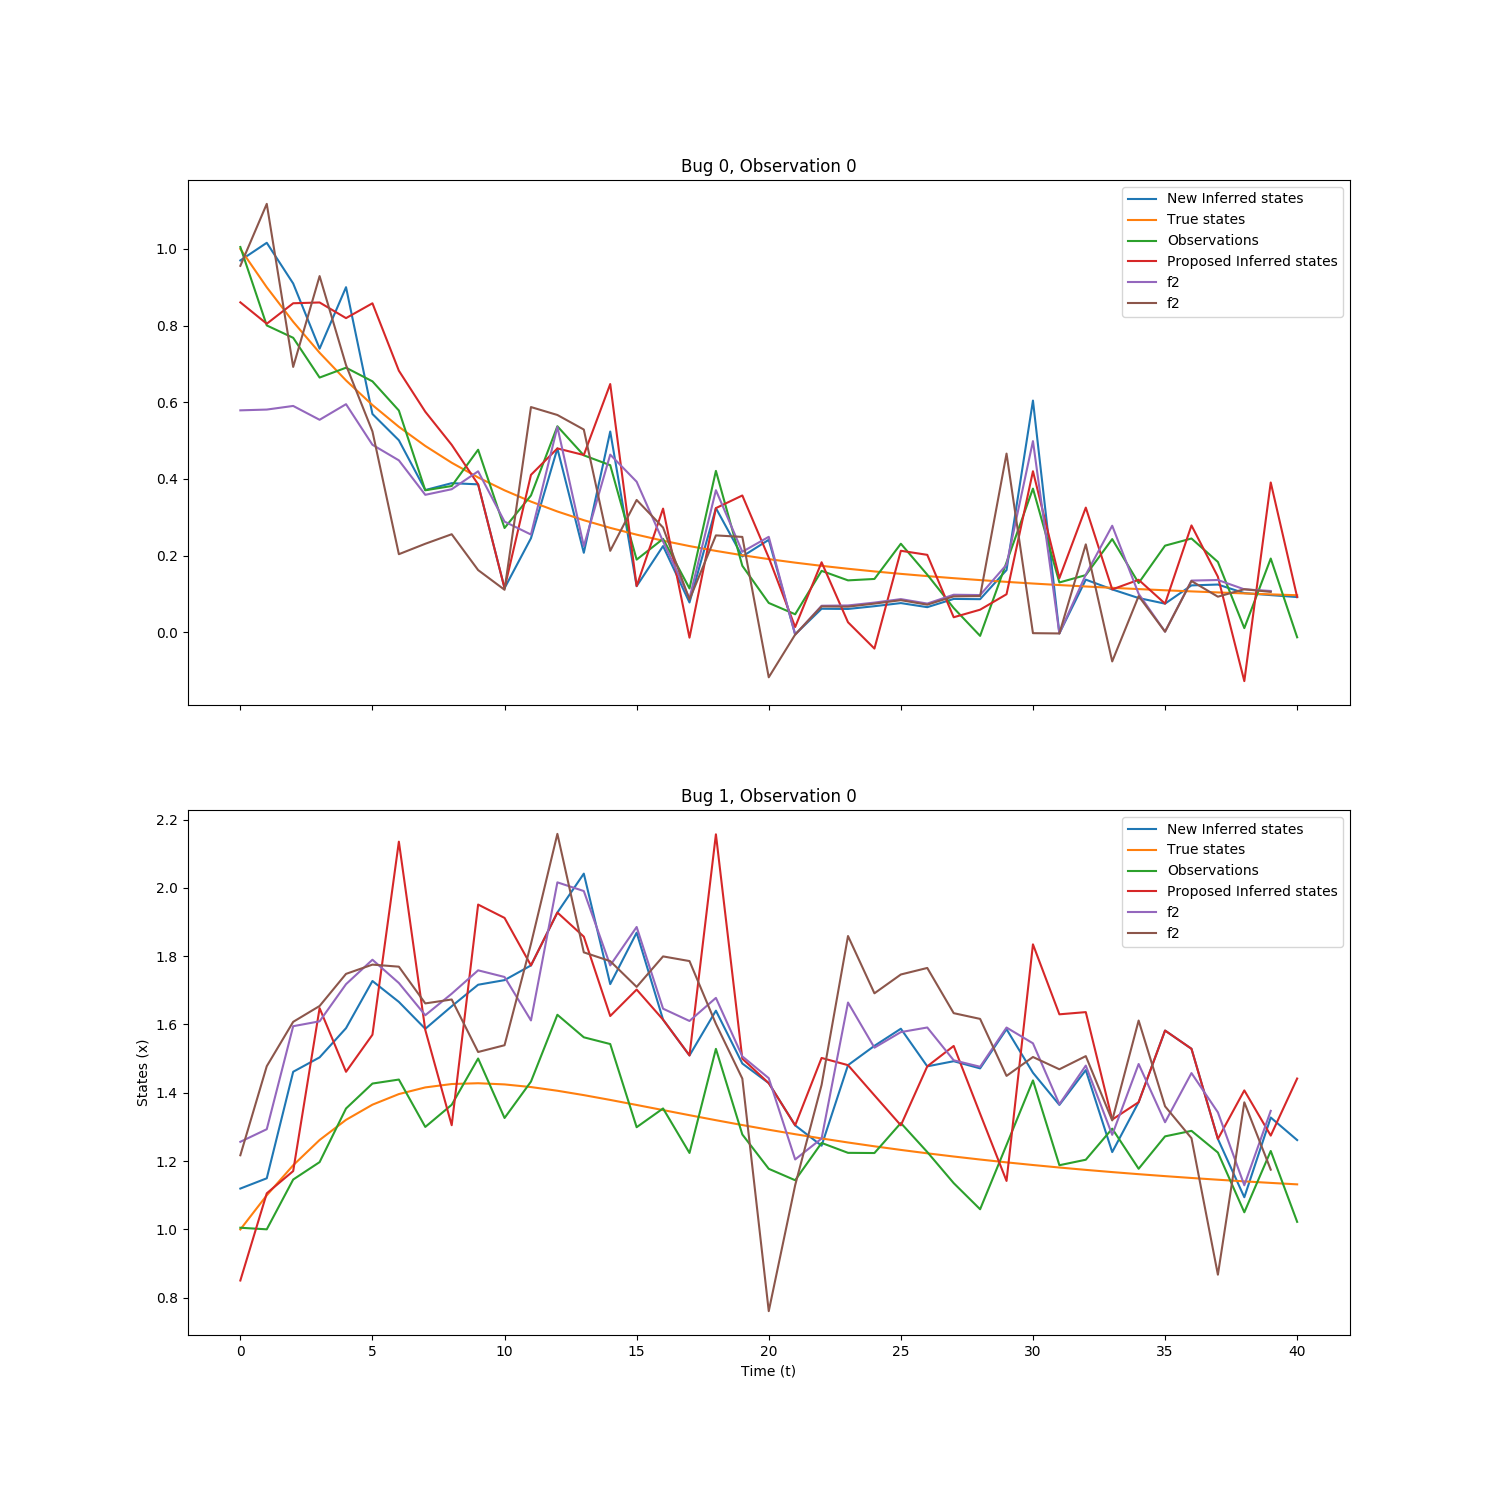 Bug 0, Observation 0
1.0
0.8
0.6
0.4
0.2
0.0
New Inferred states
True states
Observations
Proposed Inferred states
f2
f2
Bug 1, Observation 0
States (x)
2.2
2.0
1.8
1.6
1.4
1.2
1.0
0.8
New Inferred states
True states
Observations
Proposed Inferred states
f2
f2
0 5 10 15 20 25 30 35 40
Time (t)